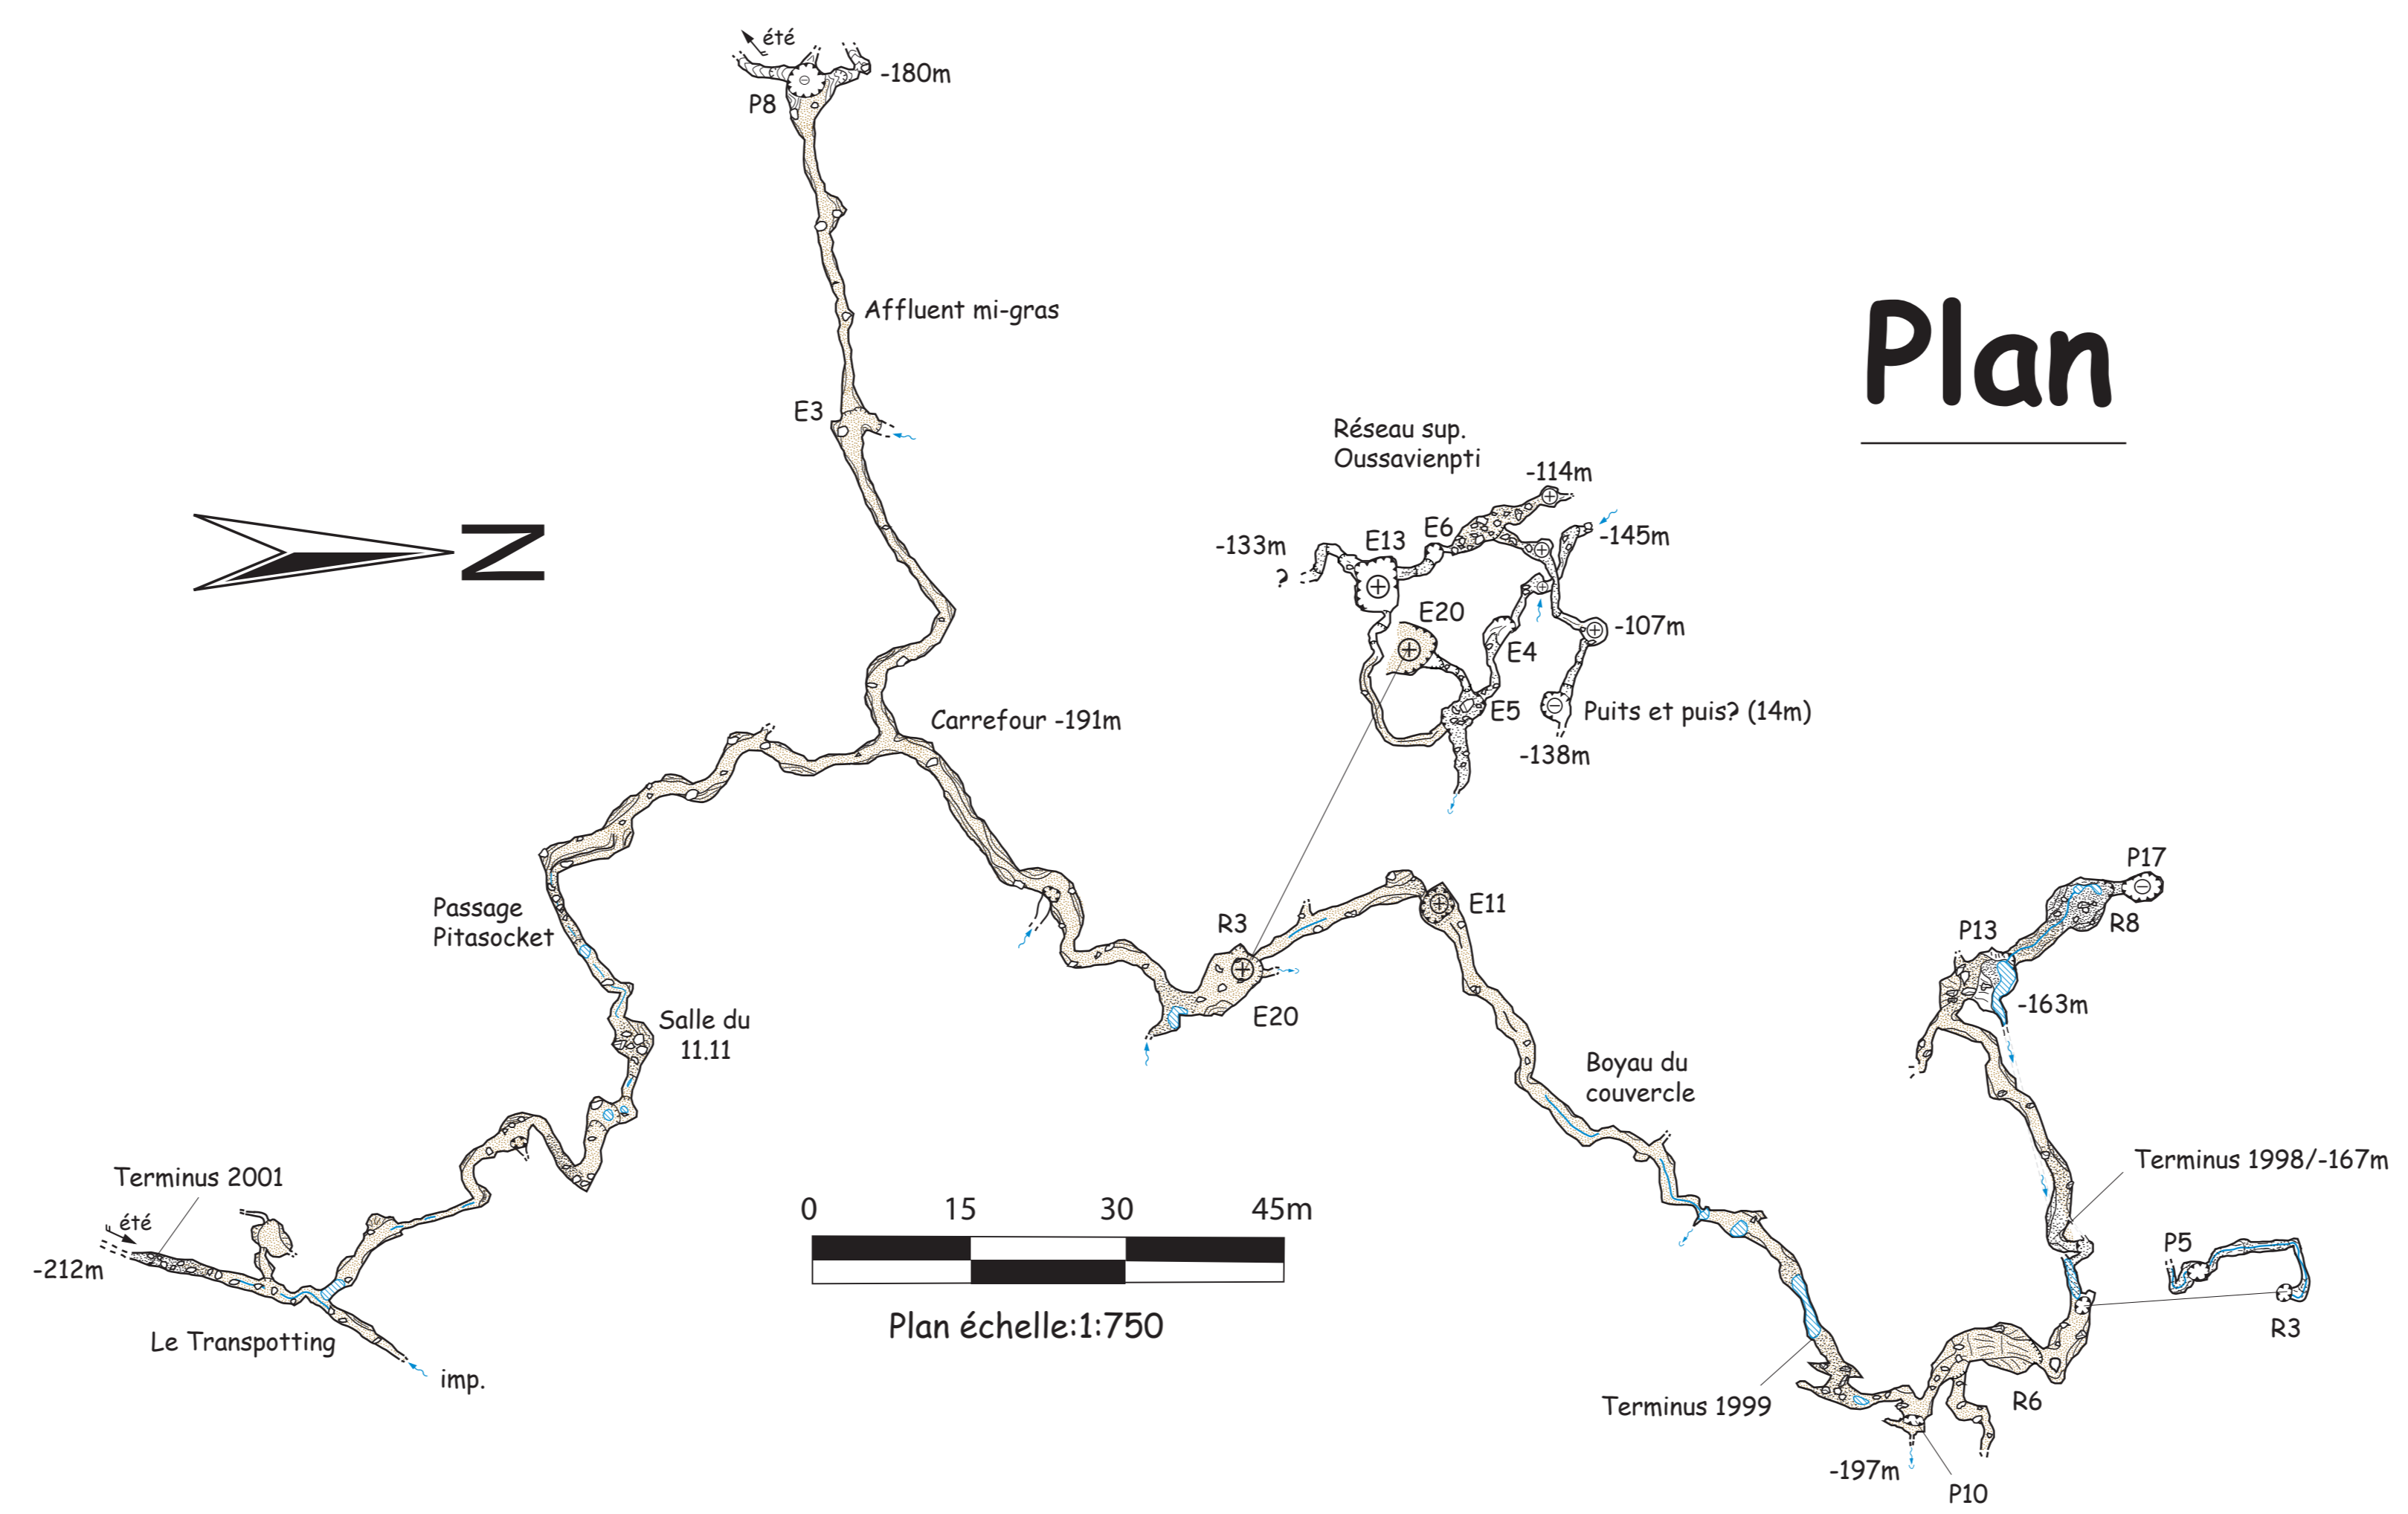 été
-180m
P8
Affluent mi-gras
Plan
E3
Réseau sup.
Oussavienpti
-114m
E6
E13
-145m
-133m
?
N
E20
-107m
E4
E5
Puits et puis? (14m)
Carrefour -191m
-138m
P17
Passage
Pitasocket
E11
R3
R8
P13
-163m
Salle du
11.11
E20
Boyau du
couvercle
Terminus 1998/-167m
Terminus 2001
0 15 30 45m
été
P5
-212m
Plan échelle:1:750
R3
Le Transpotting
imp.
R6
Terminus 1999
-197m
P10